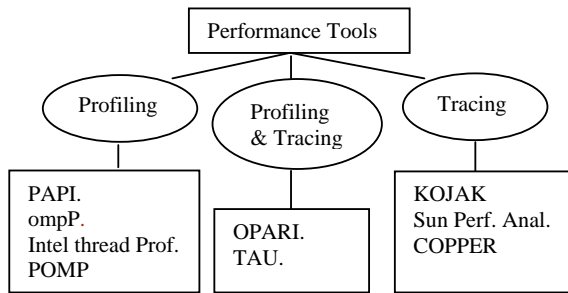 Performance Tools
Profiling
Profiling
& Tracing
Tracing
PAPI.
ompP.
Intel thread Prof.
POMP
OPARI.
TAU.
KOJAK
Sun Perf. Anal.
COPPER